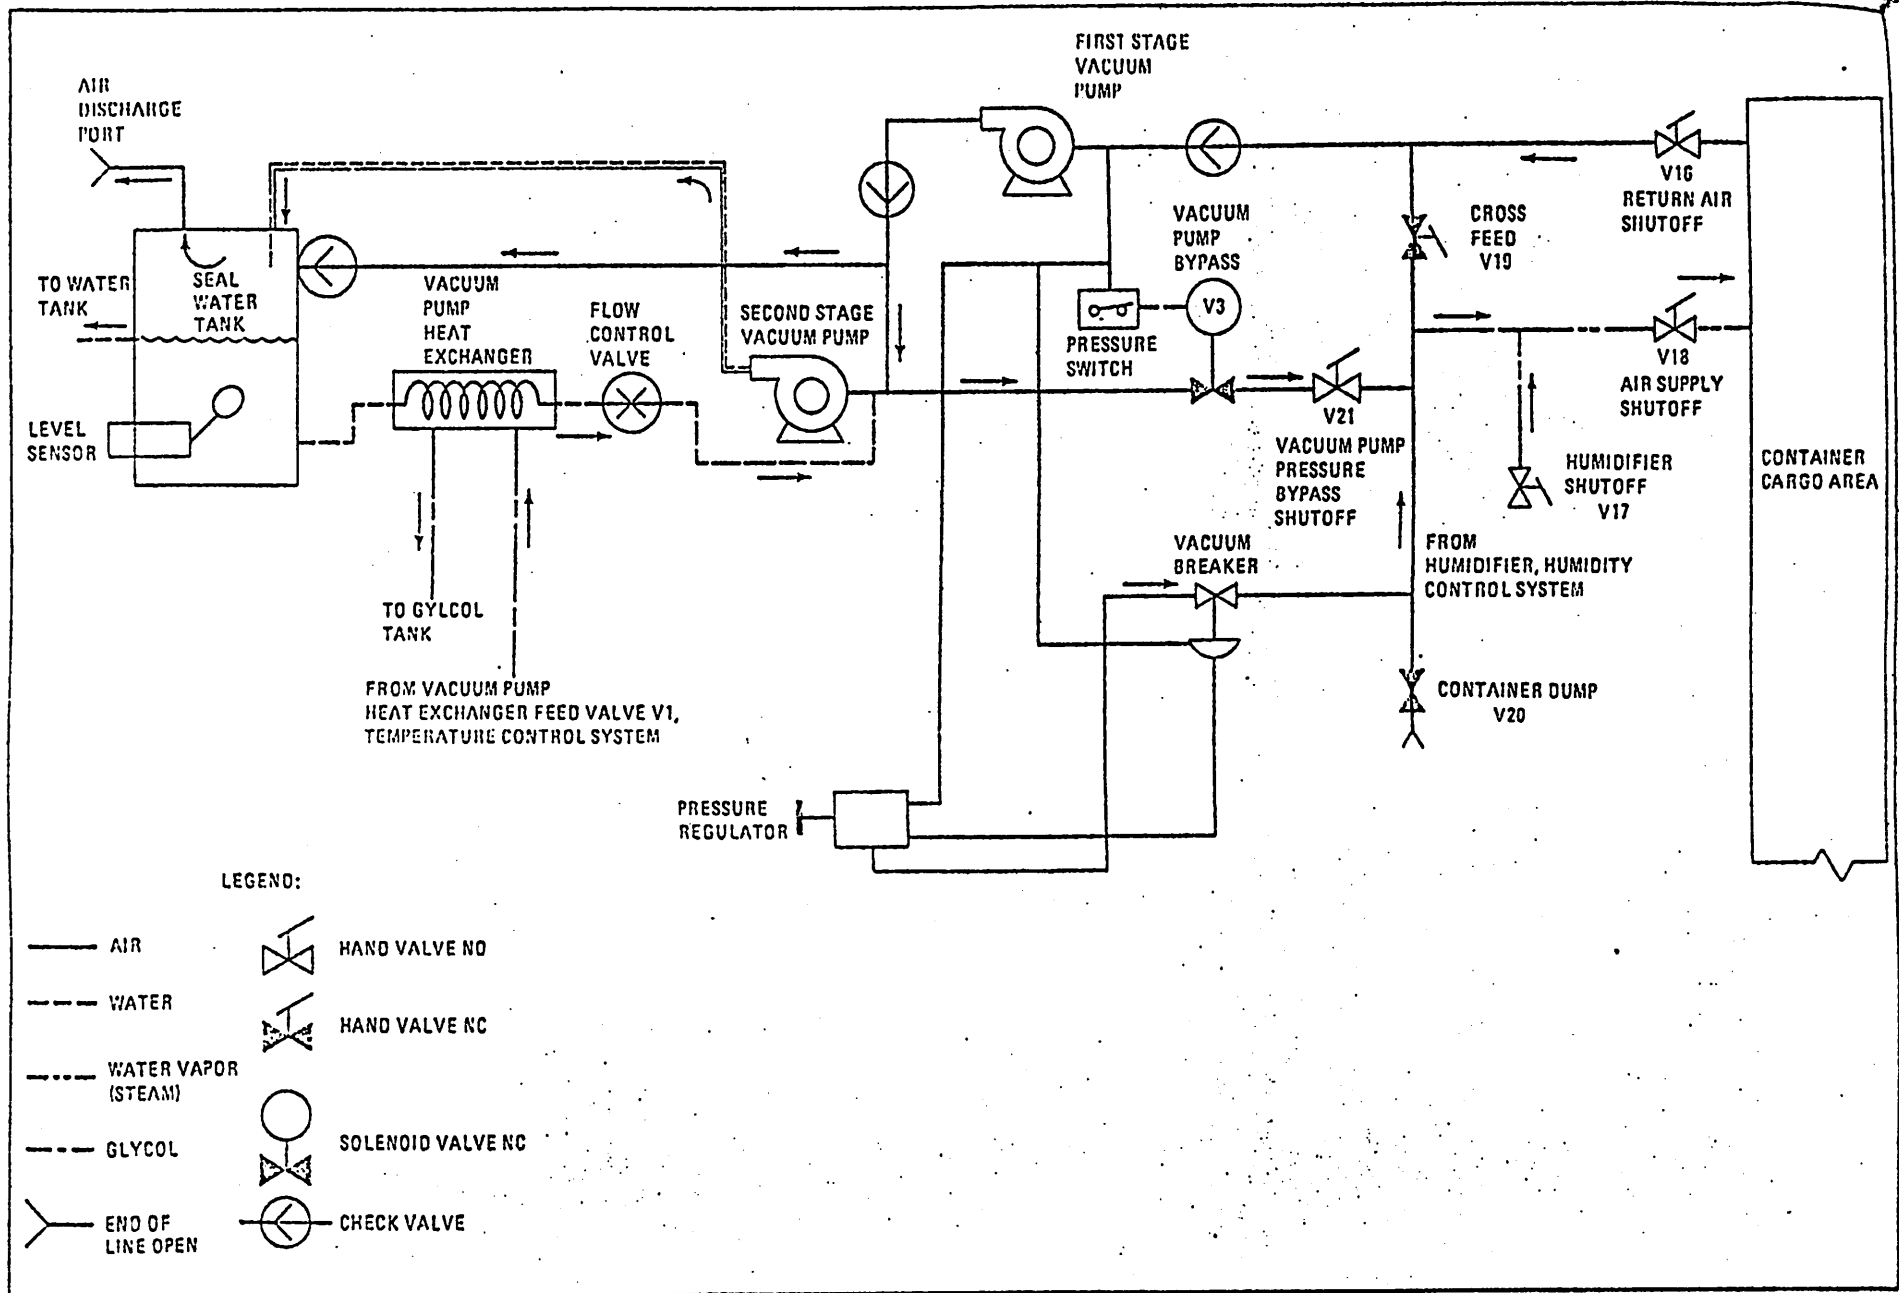 FIRST STAGE
VACUUM
PUMP
AIR
DISCHARGE
PORT
V16
RETURN AIR
SHUTOFF
VACUUM
PUMP
BYPASS
CROSS
FEED
V19
TO WATER
TANK
SEAL
WATER
TANK
VACUUM
PUMP
HEAT
EXCHANGER
FLOW
CONTROL
VALVE
SECOND STAGE
VACUUM PUMP
V3
PRESSURE
SWITCH
V18
AIR SUPPLY
SHUTOFF
V21
VACUUM PUMP
PRESSURE
BYPASS
SHUTOFF
LEVEL
SENSOR
HUMIDIFIER
SHUTOFF
V17
CONTAINER
CARGO AREA
VACUUM
BREAKER
FROM
HUMIDIFIER, HUMIDITY
CONTROL SYSTEM
TO GYLCOL
TANK
FROM VACUUM PUMP
HEAT EXCHANGER FEED VALVE V1,
TEMPERATURE CONTROL SYSTEM
CONTAINER DUMP
V20
PRESSURE
REGULATOR
LEGEND:
AIR
HAND VALVE NO
WATER
HAND VALVE NC
WATER VAPOR
(STEAM)
GLYCOL
SOLENOID VALVE NC
END OF
LINE OPEN
CHECK VALVE